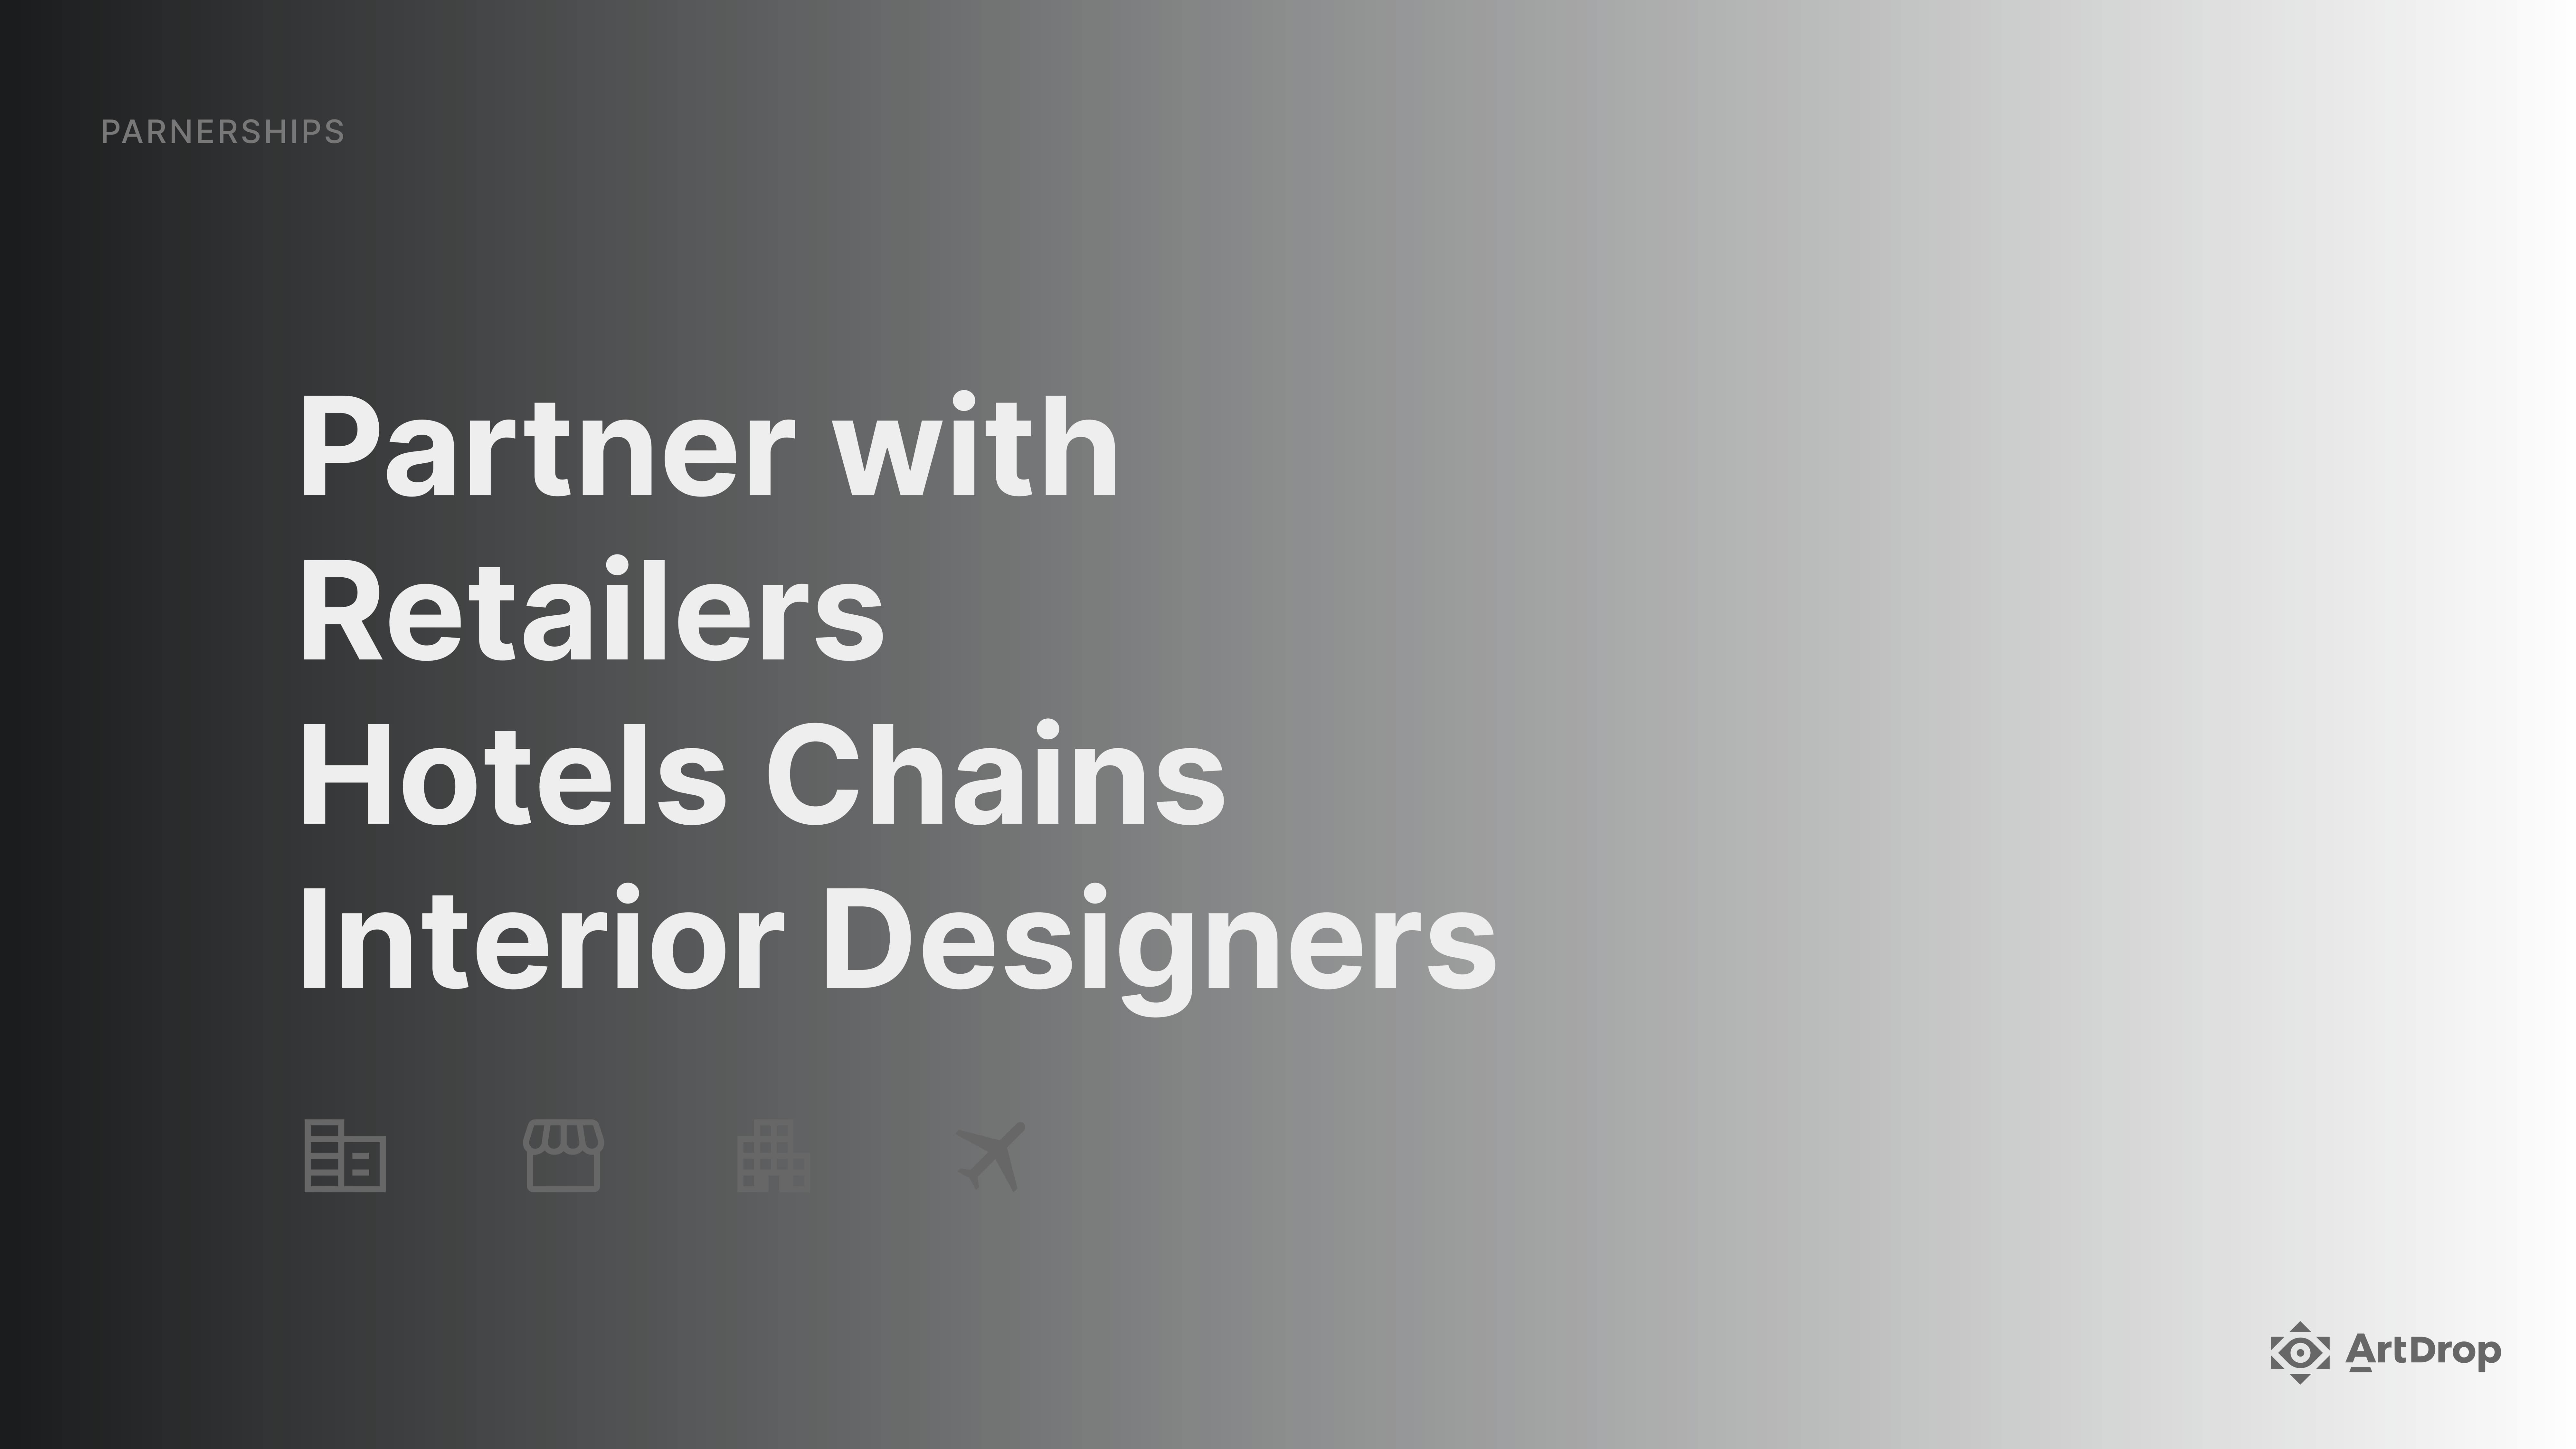 PARNERSHIPS
Partner with
Retailers
Hotels Chains
Interior Designers
ArtDrop